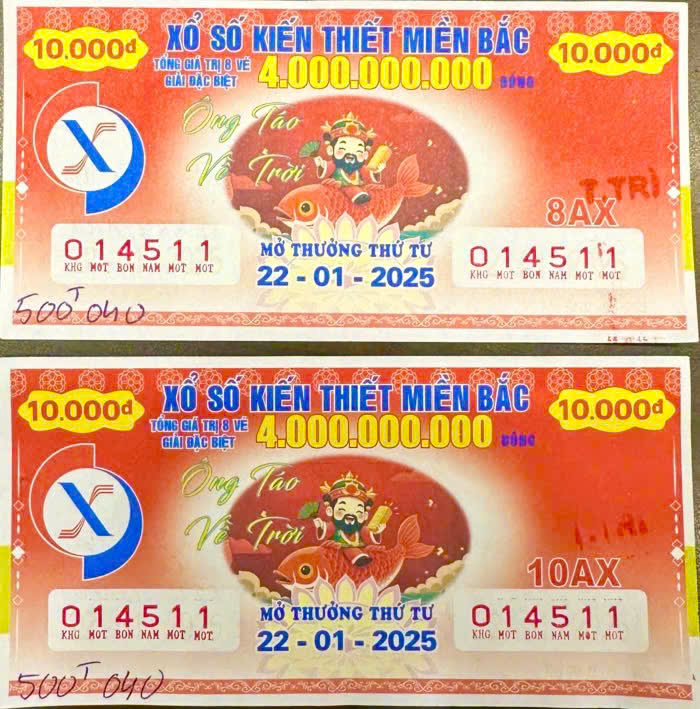 10.000đ
XỔ SỐ KIẾN THIẾT MIỀN BẮC
10.000đ
TỔNG GIÁ TRỊ 8 VÉ
GIẢI ĐẶC BIỆT
4.000.000.000 ĐỒNG
Ông Táo
Về Trời
X
T.TRÌ
8AX
014511
KHG MOT BON NAM MOT MOT
MỞ THƯỞNG THỨ TƯ
22 - 01 - 2025
014511
KHG MOT BON NAM MOT MOT
500T 040
10.000đ
XỔ SỐ KIẾN THIẾT MIỀN BẮC
10.000đ
TỔNG GIÁ TRỊ 8 VÉ
GIẢI ĐẶC BIỆT
4.000.000.000 ĐỒNG
Ông Táo
Về Trời
X
10AX
014511
KHG MOT BON NAM MOT MOT
MỞ THƯỞNG THỨ TƯ
22 - 01 - 2025
014511
KHG MOT BON NAM MOT MOT
500T 040